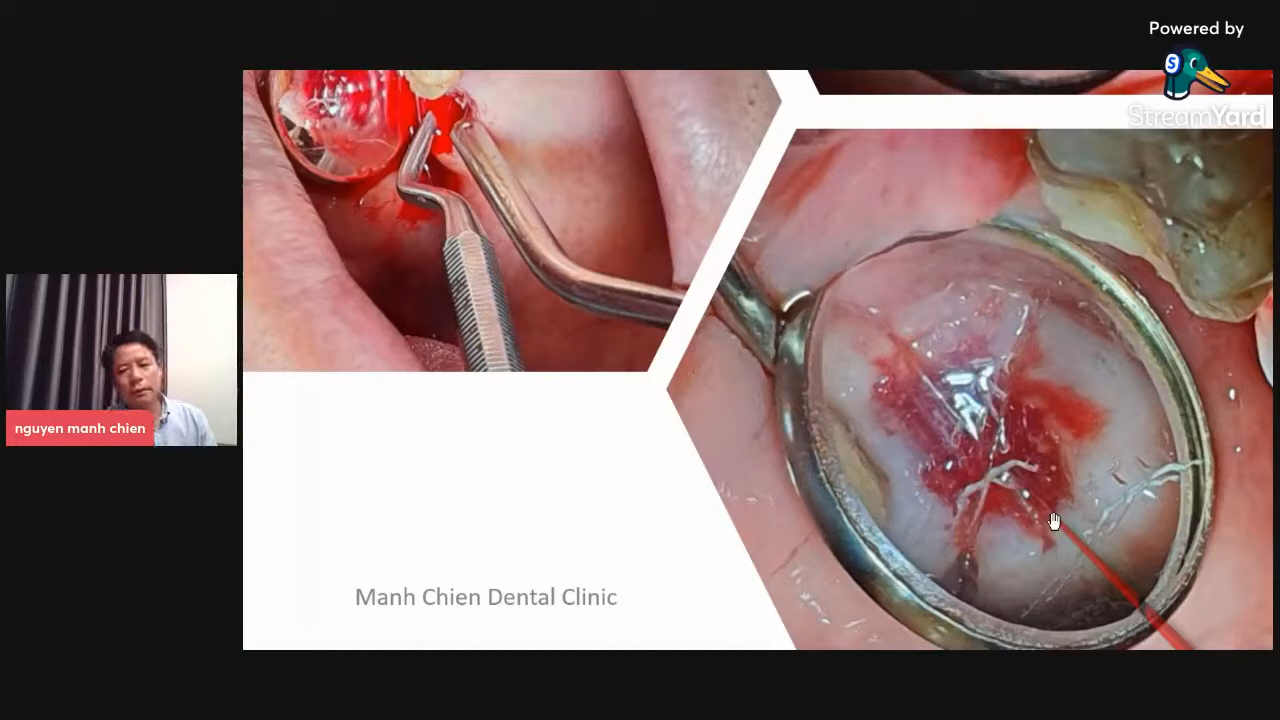 Powered by
S
StreamYard
nguyen manh chien
Manh Chien Dental Clinic